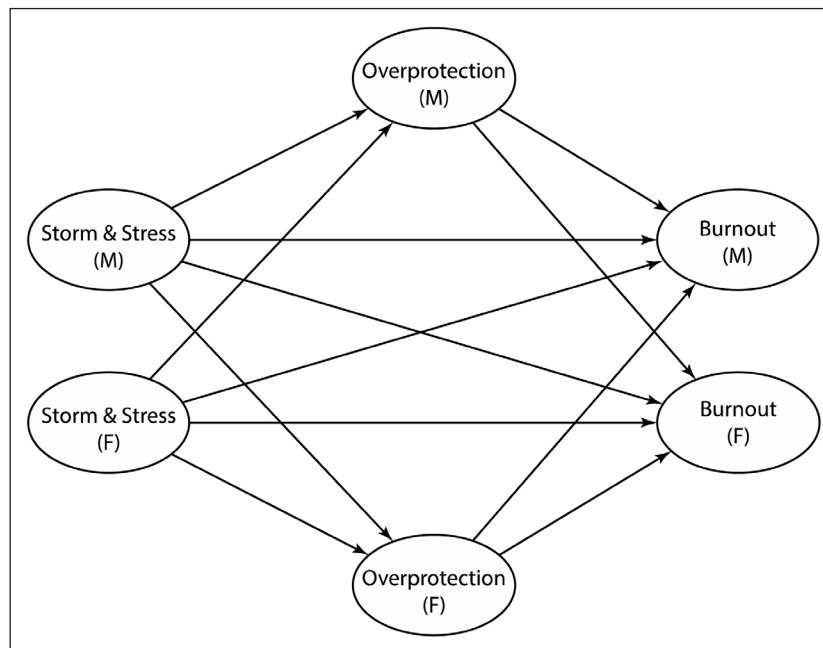 Overprotection
(M)
Storm & Stress
(M)
Burnout
(M)
Storm & Stress
(F)
Burnout
(F)
Overprotection
(F)